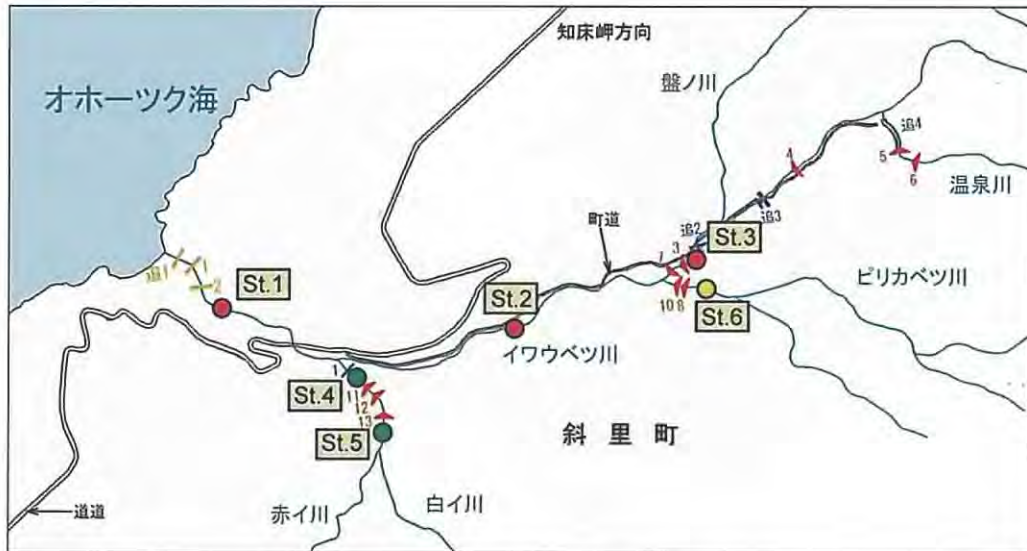 知床岬方向
オホーツク海
盤ノ川
追4
4
5
6
温泉川
追3
町道
追2
St.3
3
7
ピリカベツ川
追1
1
2
St.1
St.2
10 8
St.6
イワウベツ川
1
St.4
11
12
13
St.5
斜里町
道道
赤イ川
白イ川